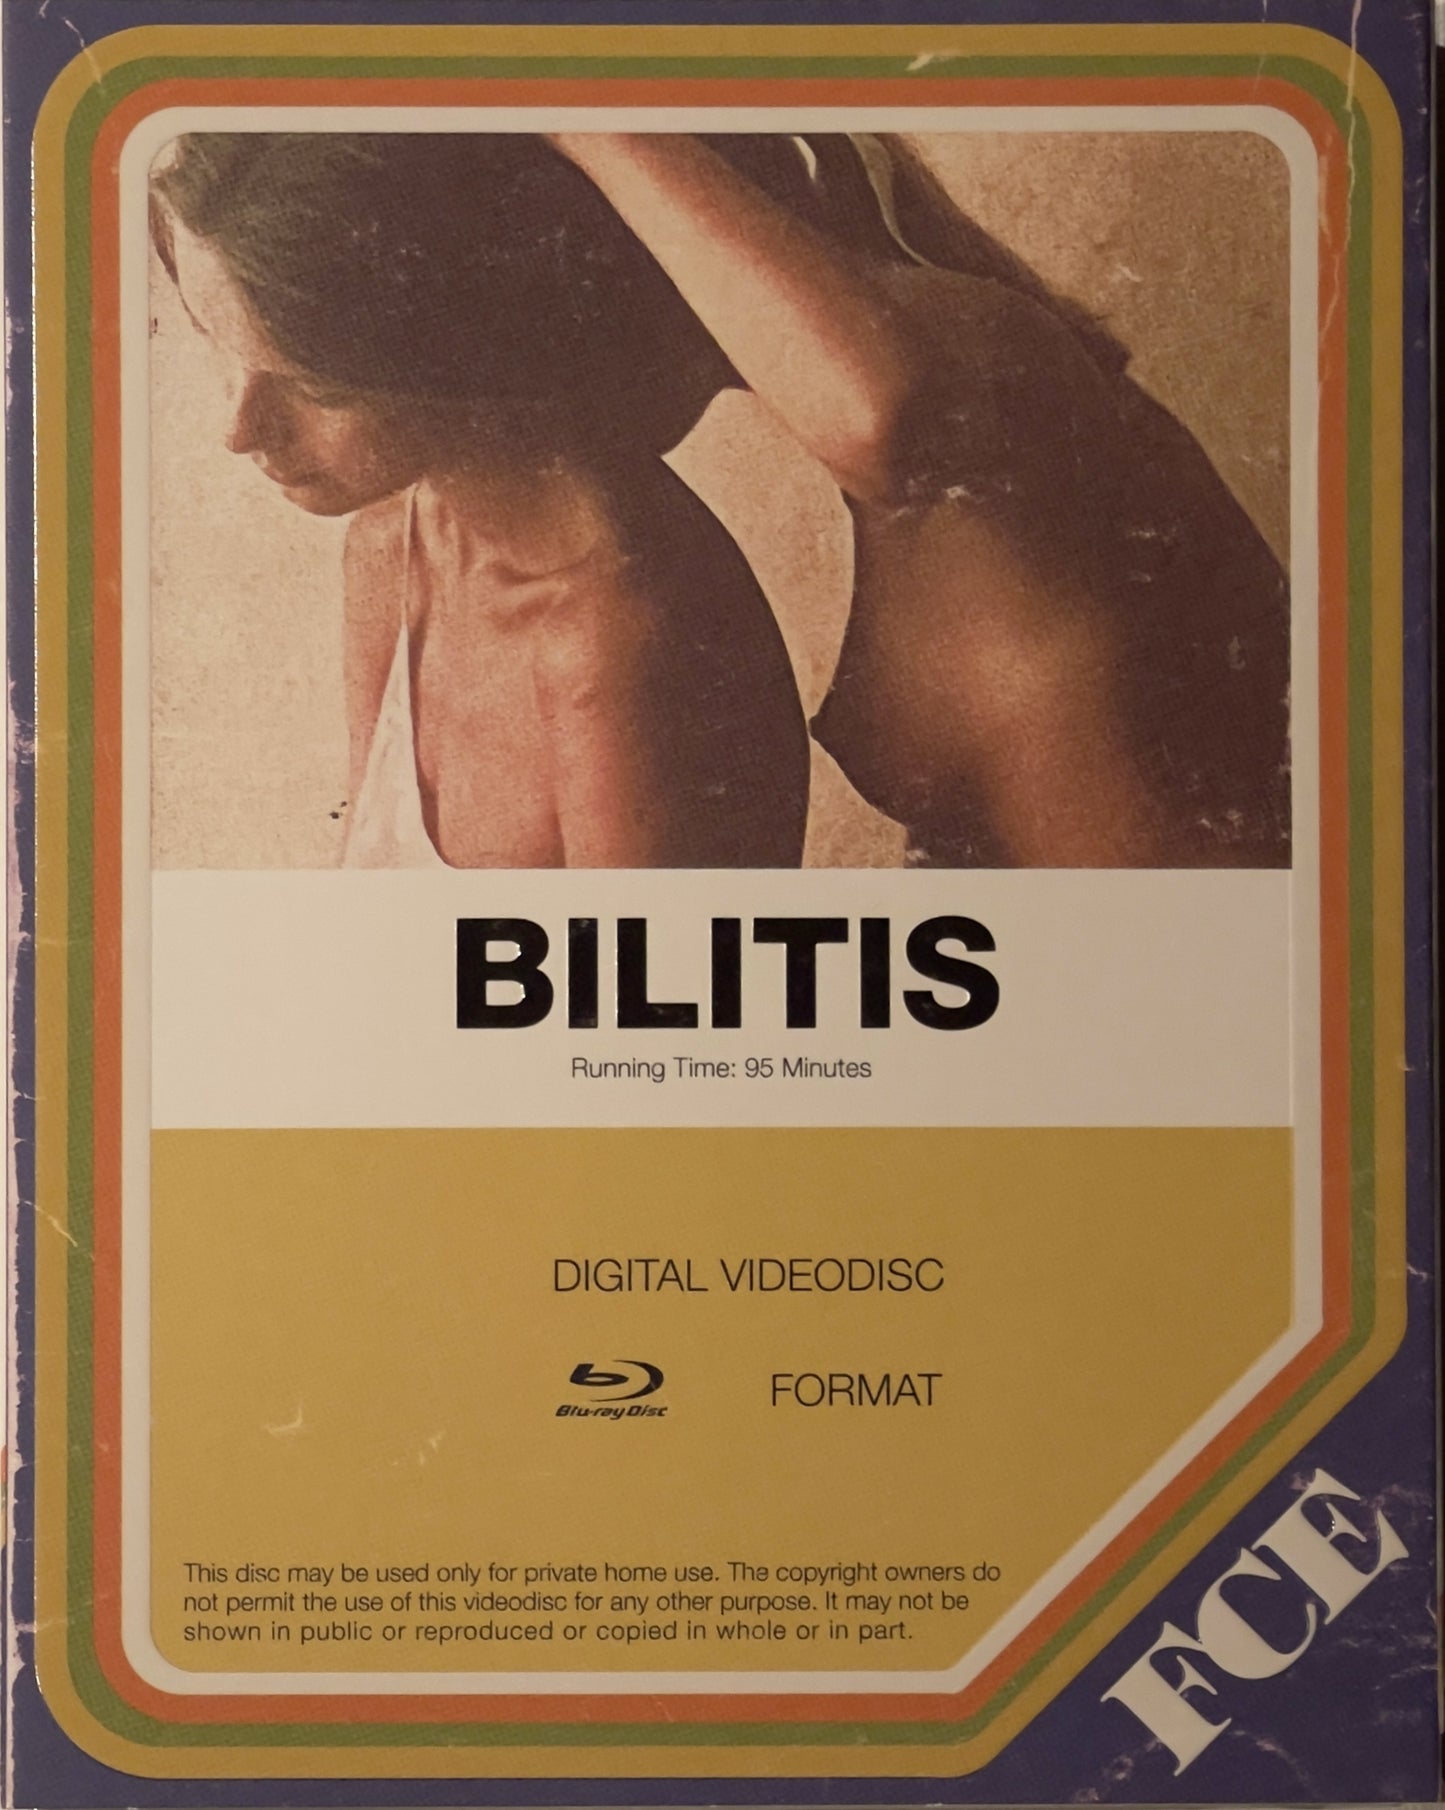 BILITIS
Running Time: 95 Minutes
DIGITAL VIDEODISC
Blu-ray Disc FORMAT
This disc may be used only for private home use. The copyright owners do
not permit the use of this videodisc for any other purpose. It may not be
shown in public or reproduced or copied in whole or in part.
FCE